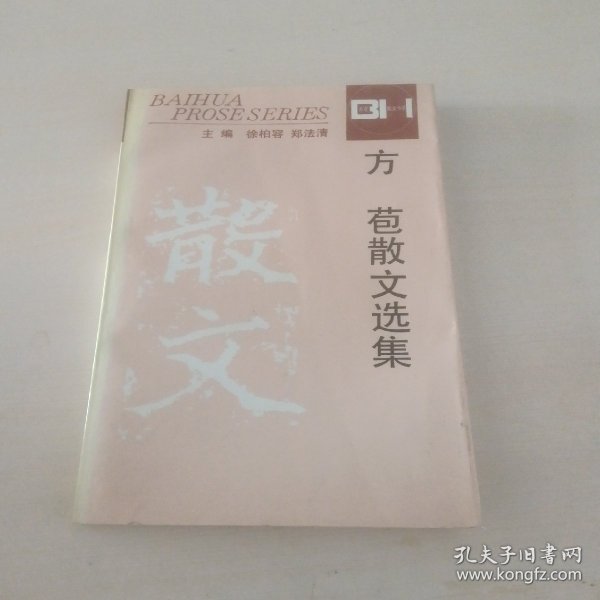 BAIHUA
PROSE SERIES
主编 徐柏容 郑法清
BH
方 苞散文选集
散文
孔夫子旧书网
www.kongfz.com